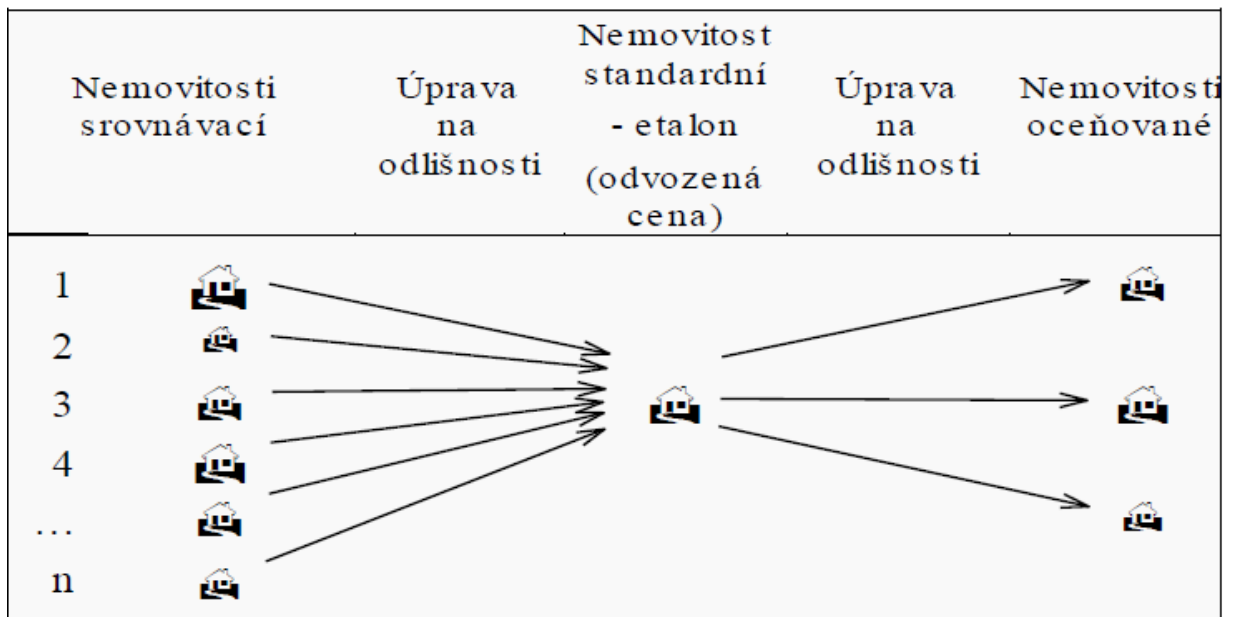 Nemovitosti
srovnávací
Úprava
na
odlišnosti
Nemovitost
standardní
- etalon
(odvozená
cena)
Úprava
na
odlišnosti
Nemovitosti
oceňované
1
2
3
4
...
n